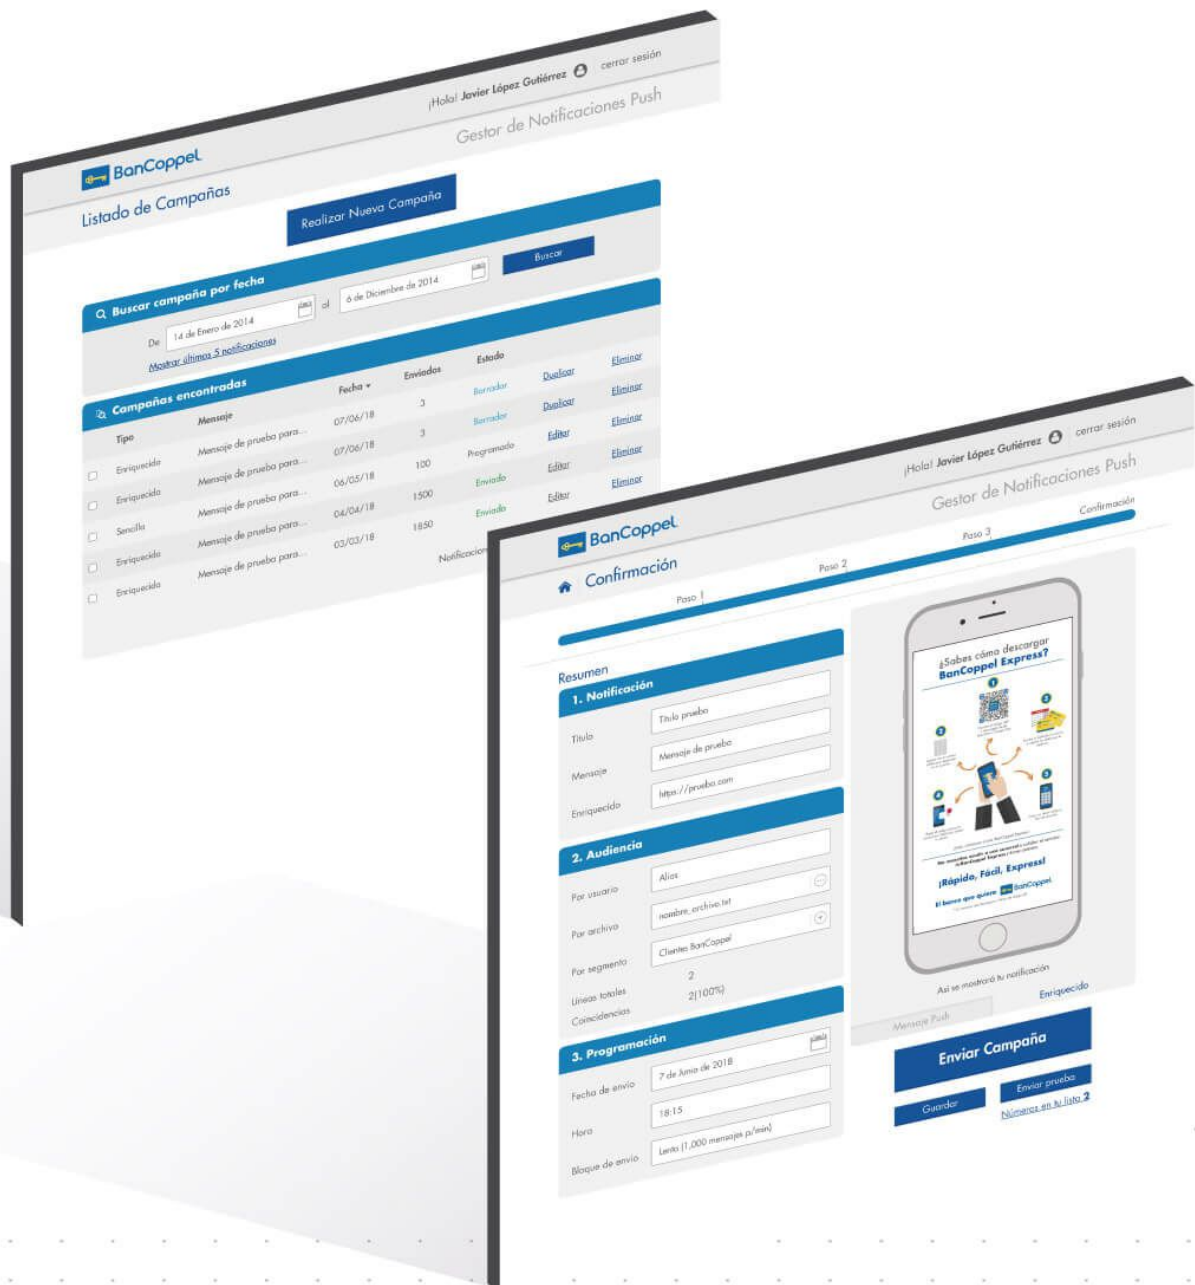 ¡Hola! Javier López Gutiérrez cerrar sesión
BanCoppel
Gestor de Notificaciones Push
Listado de Campañas
Realizar Nueva Campaña
Buscar campaña por fecha
De 14 de Enero de 2014 al 6 de Diciembre de 2014 Buscar
Mostrar últimas 5 notificaciones
Campañas encontradas
Tipo Mensaje Fecha Enviados Estado
Enriquecido Mensaje de prueba para... 07/06/18 3 Borrador Duplicar Eliminar
Enriquecido Mensaje de prueba para... 07/06/18 3 Borrador Duplicar Eliminar
Sencilla Mensaje de prueba para... 06/05/18 100 Programado Editar Eliminar
Enriquecido Mensaje de prueba para... 04/04/18 1500 Enviado Editar Eliminar
Enriquecido Mensaje de prueba para... 03/03/18 1850 Enviado Editar Eliminar
¡Hola! Javier López Gutiérrez cerrar sesión
BanCoppel
Gestor de Notificaciones Push
Confirmación
Paso 1 Paso 2 Paso 3 Confirmación
Resumen
1. Notificación
Título Título prueba
Mensaje Mensaje de prueba
Enriquecido https://prueba.com
2. Audiencia
Por usuario Alias
Por archivo nombre_archivo.txt
Por segmento Clientes BanCoppel
Líneas totales 2
Coincidencias 2(100%)
3. Programación
Fecha de envío 7 de Junio de 2018
Hora 18:15
Bloque de envío Lento (1,000 mensajes p/min)
¿Sabes cómo descargar
BanCoppel Express?
1
2
3
¡Rápido, Fácil, Express!
El banco que quiero BanCoppel
Así se mostrará tu notificación
Mensaje Push Enriquecido
Enviar Campaña
Guardar Enviar prueba
Números en tu lista 2